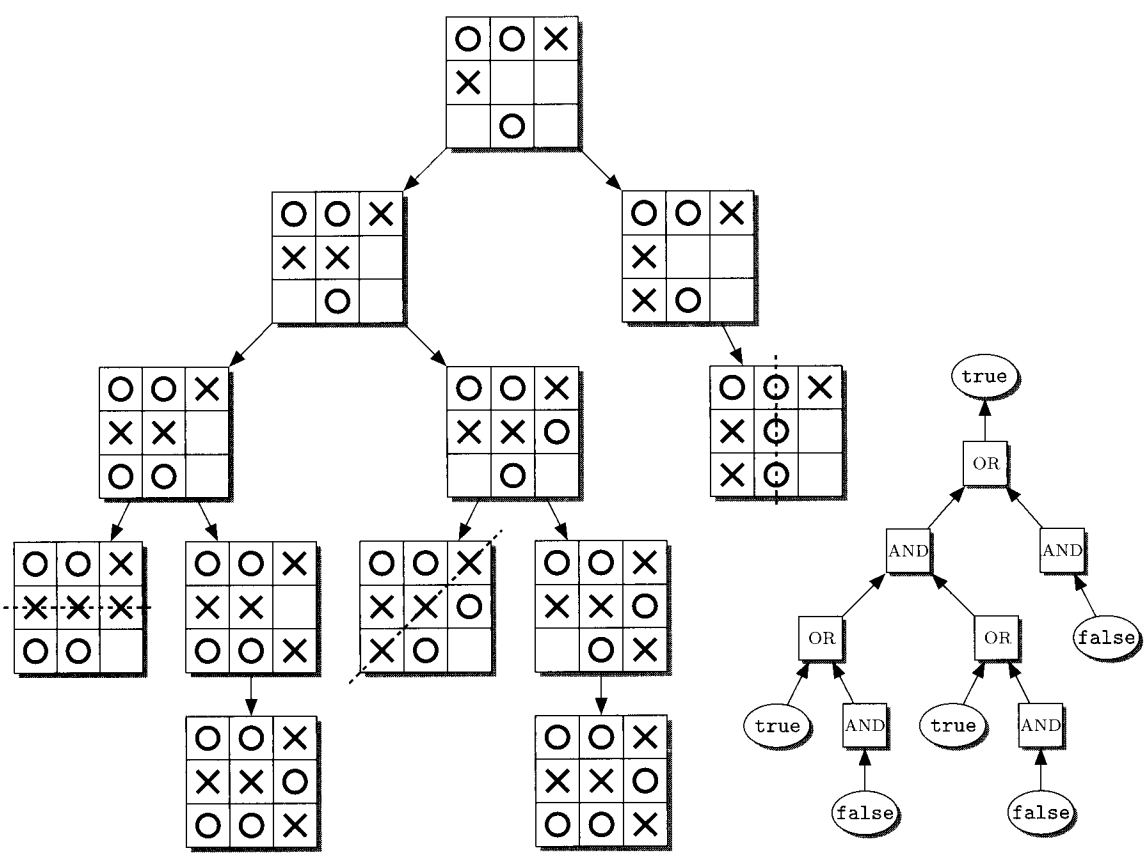 O O X
X
O
O O X
X X
O
O O X
X
X O
O O X
X X
O O
O O X
X X O
O
O O X
X O
X O
O O X
X X X
O O
O O X
X X
O O X
O O X
X X O
X O
O O X
X X O
O X
O O X
X X O
O O X
O O X
X X O
O O X
true
OR
AND AND
OR OR false
true AND true AND
false false